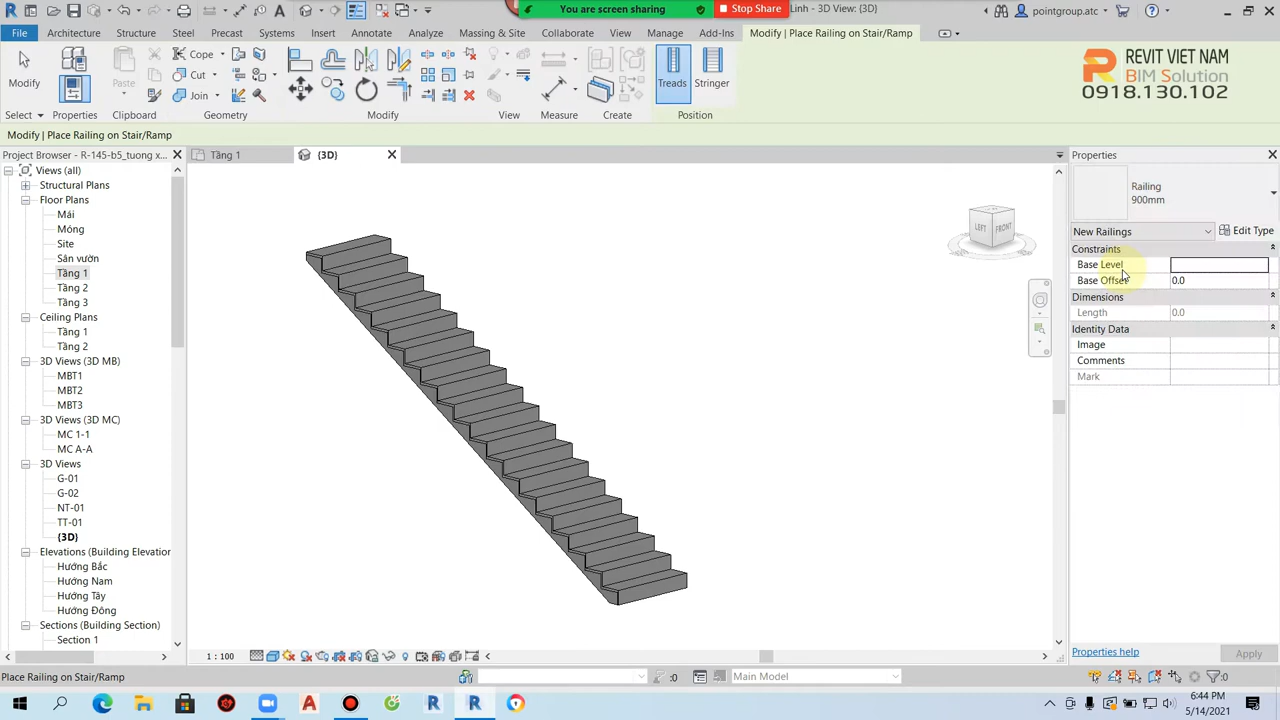 You are screen sharing
Stop Share
Linh - 3D View: {3D}
pointgroup.atc
File
Architecture
Structure
Steel
Precast
Systems
Insert
Annotate
Analyze
Massing & Site
Collaborate
View
Manage
Add-Ins
Modify | Place Railing on Stair/Ramp
Modify
Paste
Cope
Cut
Join
Treads
Stringer
REVIT VIET NAM
BIM Solution
0918.130.102
Select
Properties
Clipboard
Geometry
Modify
View
Measure
Create
Position
Modify | Place Railing on Stair/Ramp
Project Browser - R-145-b5_tuong x...
Tầng 1
{3D}
Properties
Views (all)
Structural Plans
Floor Plans
Mái
Móng
Site
Sân vườn
Tầng 1
Tầng 2
Tầng 3
Ceiling Plans
Tầng 1
Tầng 2
3D Views (3D MB)
MBT1
MBT2
MBT3
3D Views (3D MC)
MC 1-1
MC A-A
3D Views
G-01
G-02
NT-01
TT-01
{3D}
Elevations (Building Elevation
Hướng Bắc
Hướng Nam
Hướng Tây
Hướng Đông
Sections (Building Section)
Section 1
LEFT
FRONT
Railing
900mm
New Railings
Edit Type
Constraints
Base Level
Base Offset
0.0
Dimensions
Length
0.0
Identity Data
Image
Comments
Mark
Properties help
Apply
1 : 100
Place Railing on Stair/Ramp
:0
Main Model
:0
6:44 PM
5/14/2021